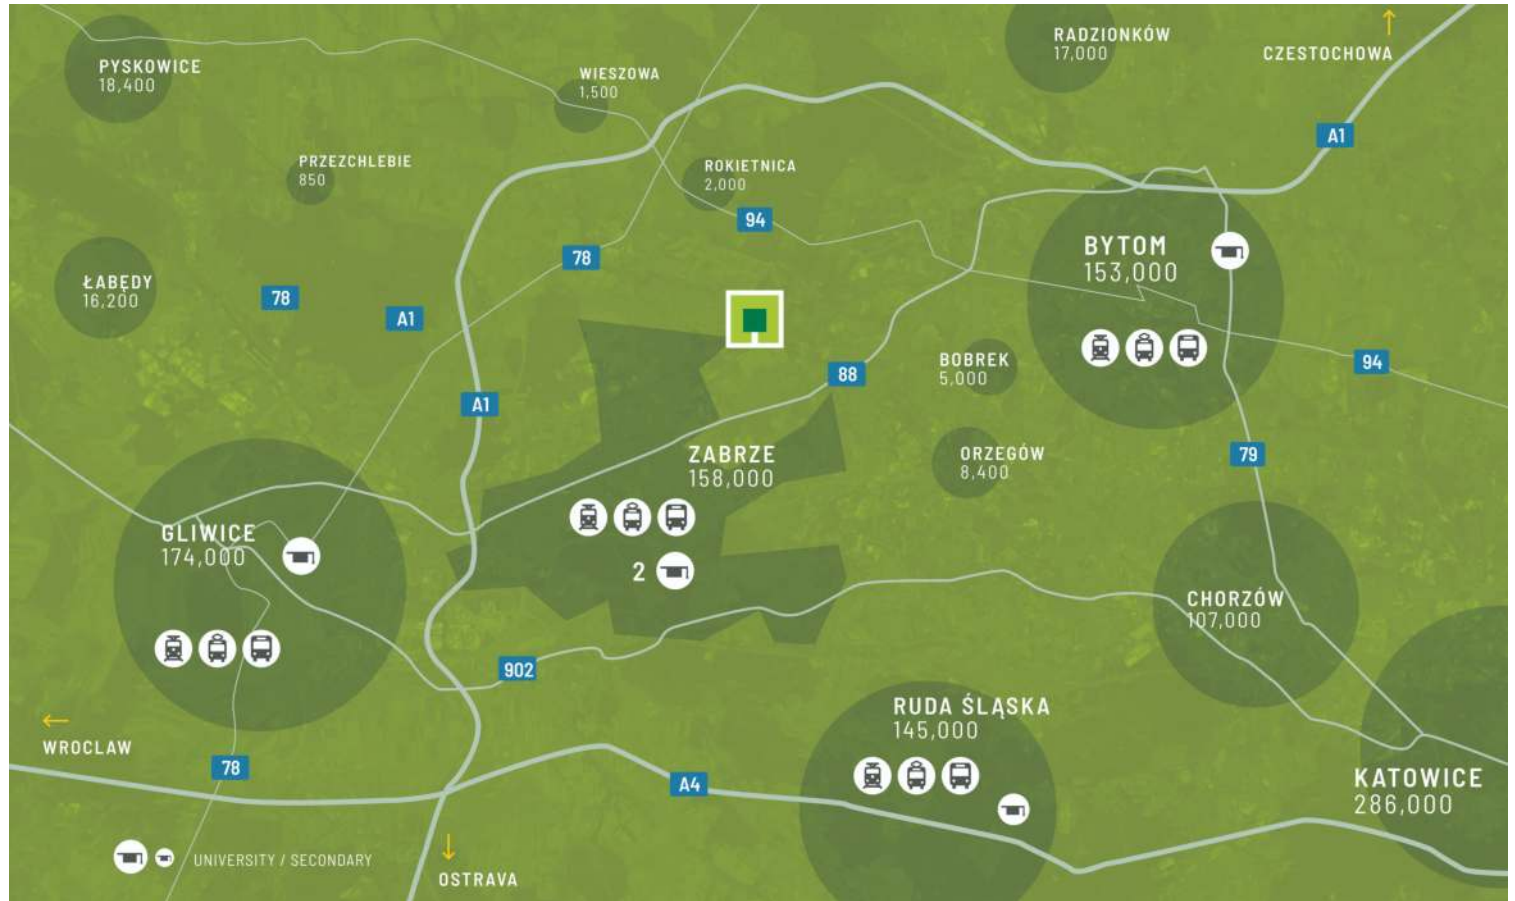 RADZIONKÓW
17,000
CZESTOCHOWA
PYSKOWICE
18,400
WIESZOWA
1,500
A1
PRZEZCHLEBIE
850
ROKIETNICA
2,000
94
78
BYTOM
153,000
ŁABĘDY
16,200
78
A1
88
BOBREK
5,000
94
A1
ZABRZE
158,000
ORZEGÓW
8,400
79
GLIWICE
174,000
2
CHORZÓW
107,000
902
RUDA ŚLĄSKA
145,000
WROCLAW
78
A4
KATOWICE
286,000
UNIVERSITY / SECONDARY
OSTRAVA